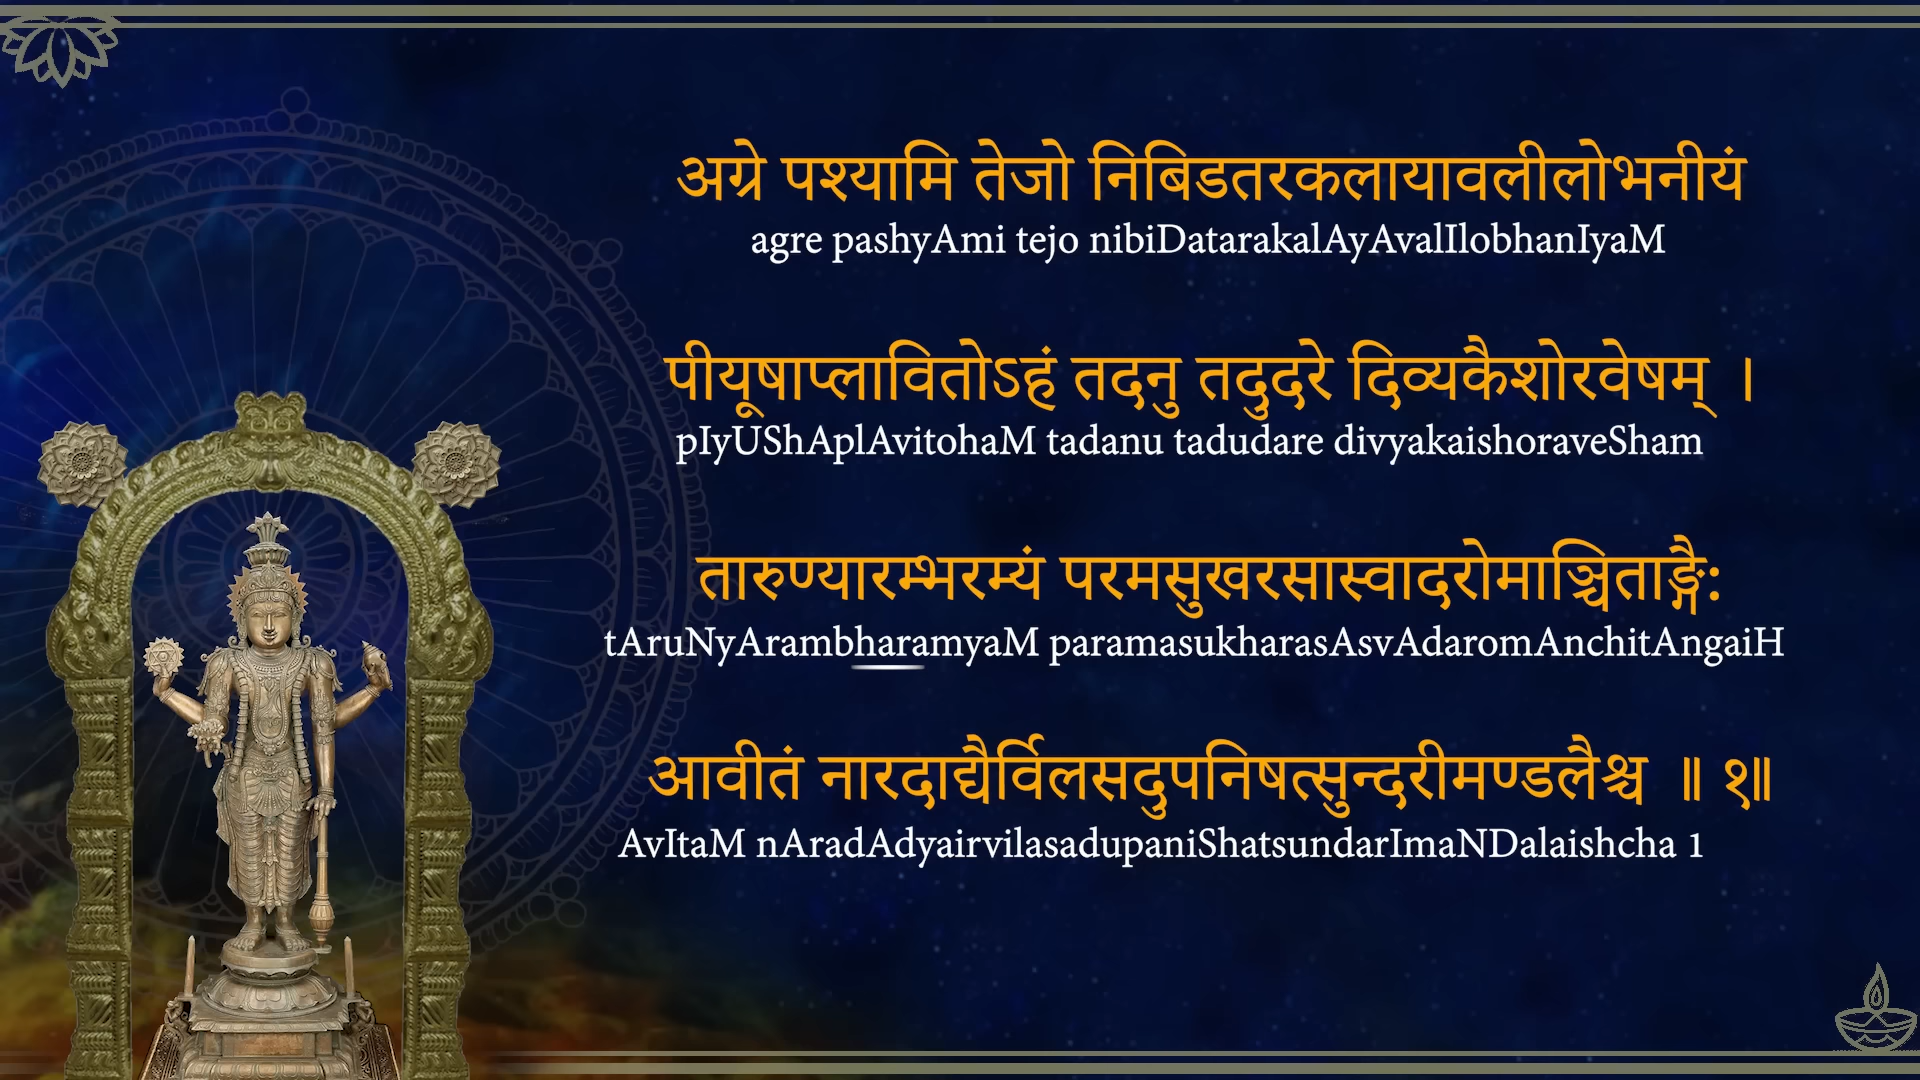 अग्रे पश्यामि तेजो निबिडतरकलायावलीलोभनीयं
agre pashyAmi tejo nibiDatarakalAyAvalIlobhanIyaM
पीयूषाप्लावितोऽहं तदनु तदुदरे दिव्यकैशोरवेषम् ।
pIyUShAplAvitohaM tadanu tadudare divyakaishoraveSham
तारुण्यारम्भरम्यं परमसुखरसास्वादरोमाञ्चिताङ्गैः
tAruNyArambharamyaM paramasukharasAsvAdaromAnchitAngaiH
आवीतं नारदाद्यैर्विलसदुपनिषत्सुन्दरीमण्डलैश्च ॥ १॥
AvItaM nAradAdyairvilasadupaniShatsundarImaNDalaishcha 1